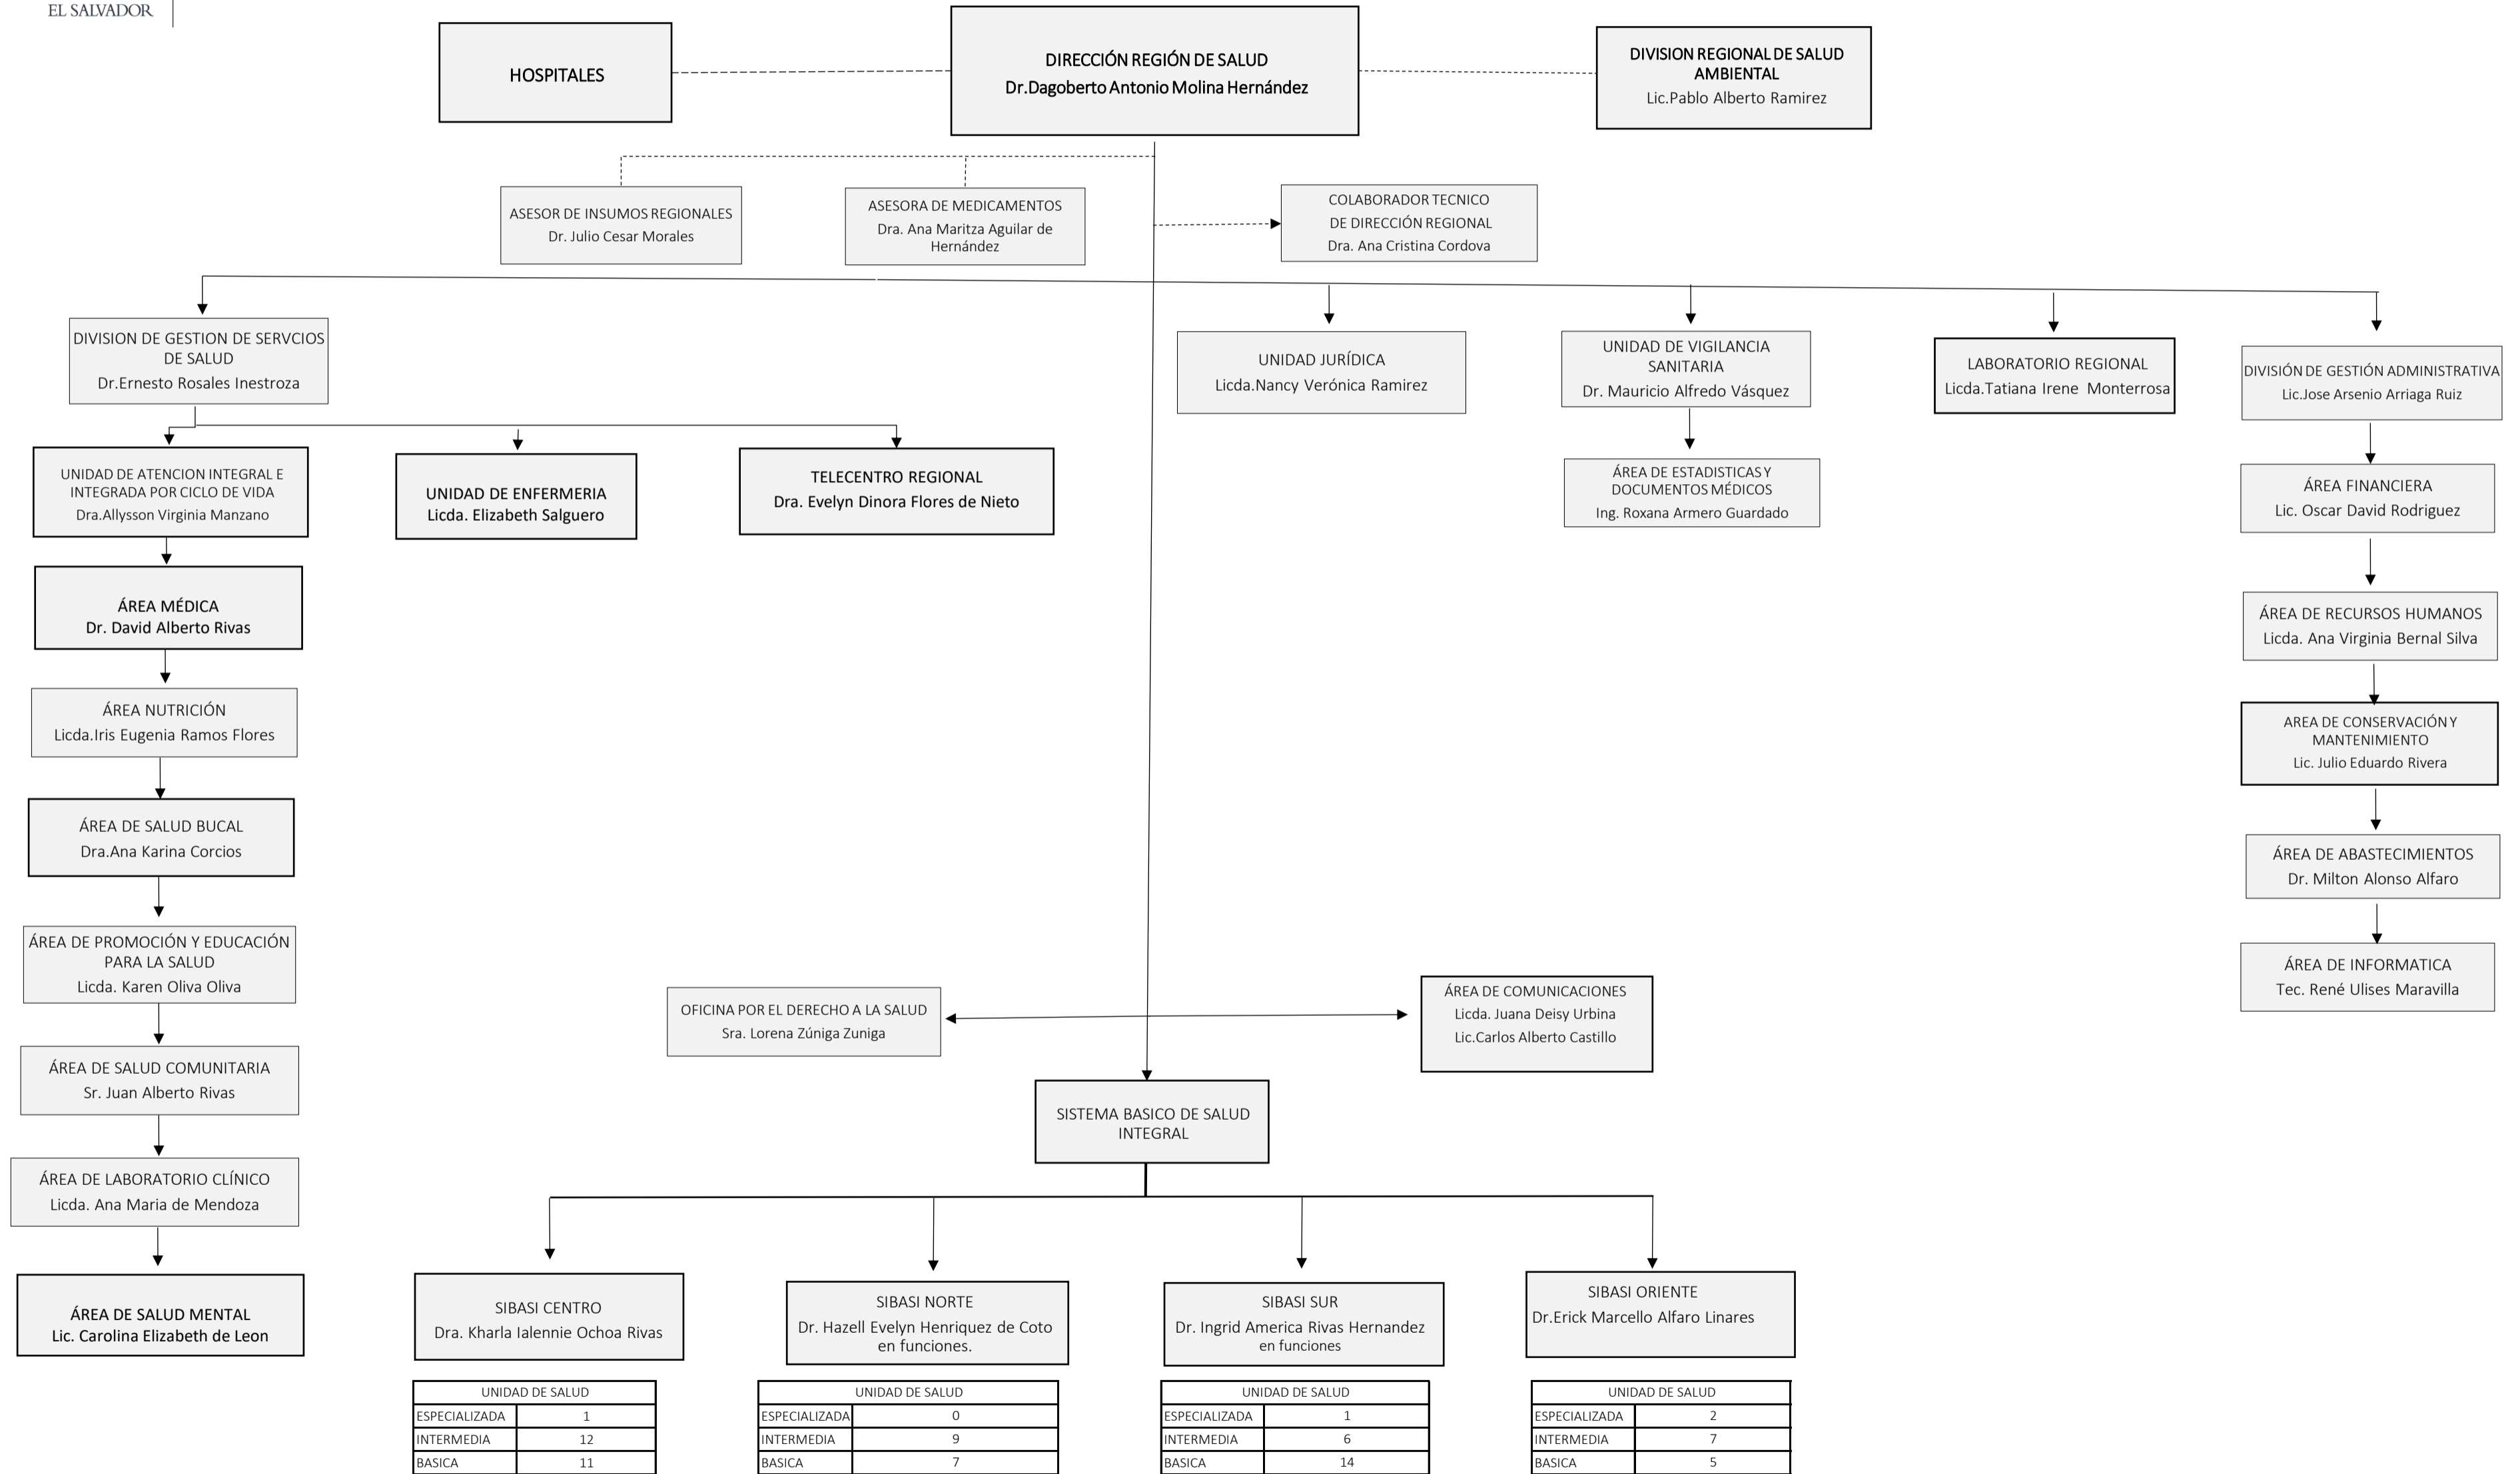 EL SALVADOR
HOSPITALES
DIRECCIÓN REGIÓN DE SALUD
Dr.Dagoberto Antonio Molina Hernández
DIVISION REGIONAL DE SALUD
AMBIENTAL
Lic.Pablo Alberto Ramirez
ASESOR DE INSUMOS REGIONALES
Dr. Julio Cesar Morales
ASESORA DE MEDICAMENTOS
Dra. Ana Maritza Aguilar de
Hernández
COLABORADOR TECNICO
DE DIRECCIÓN REGIONAL
Dra. Ana Cristina Cordova
DIVISION DE GESTION DE SERVCIOS
DE SALUD
Dr.Ernesto Rosales Inestroza
UNIDAD JURÍDICA
Licda.Nancy Verónica Ramirez
UNIDAD DE VIGILANCIA
SANITARIA
Dr. Mauricio Alfredo Vásquez
LABORATORIO REGIONAL
Licda.Tatiana Irene Monterrosa
DIVISIÓN DE GESTIÓN ADMINISTRATIVA
Lic.Jose Arsenio Arriaga Ruiz
UNIDAD DE ATENCION INTEGRAL E
INTEGRADA POR CICLO DE VIDA
Dra.Allysson Virginia Manzano
UNIDAD DE ENFERMERIA
Licda. Elizabeth Salguero
TELECENTRO REGIONAL
Dra. Evelyn Dinora Flores de Nieto
ÁREA DE ESTADISTICAS Y
DOCUMENTOS MÉDICOS
Ing. Roxana Armero Guardado
ÁREA FINANCIERA
Lic. Oscar David Rodriguez
ÁREA MÉDICA
Dr. David Alberto Rivas
ÁREA DE RECURSOS HUMANOS
Licda. Ana Virginia Bernal Silva
ÁREA NUTRICIÓN
Licda.Iris Eugenia Ramos Flores
AREA DE CONSERVACIÓN Y
MANTENIMIENTO
Lic. Julio Eduardo Rivera
ÁREA DE SALUD BUCAL
Dra.Ana Karina Corcios
ÁREA DE ABASTECIMIENTOS
Dr. Milton Alonso Alfaro
ÁREA DE PROMOCIÓN Y EDUCACIÓN
PARA LA SALUD
Licda. Karen Oliva Oliva
ÁREA DE INFORMATICA
Tec. René Ulises Maravilla
OFICINA POR EL DERECHO A LA SALUD
Sra. Lorena Zúniga Zuniga
ÁREA DE COMUNICACIONES
Licda. Juana Deisy Urbina
Lic.Carlos Alberto Castillo
ÁREA DE SALUD COMUNITARIA
Sr. Juan Alberto Rivas
SISTEMA BASICO DE SALUD
INTEGRAL
ÁREA DE LABORATORIO CLÍNICO
Licda. Ana Maria de Mendoza
ÁREA DE SALUD MENTAL
Lic. Carolina Elizabeth de Leon
SIBASI CENTRO
Dra. Kharla Ialennie Ochoa Rivas
SIBASI NORTE
Dr. Hazell Evelyn Henriquez de Coto
en funciones.
SIBASI SUR
Dr. Ingrid America Rivas Hernandez
en funciones
SIBASI ORIENTE
Dr.Erick Marcello Alfaro Linares
UNIDAD DE SALUD
ESPECIALIZADA 1
INTERMEDIA 12
BASICA 11
UNIDAD DE SALUD
ESPECIALIZADA 0
INTERMEDIA 9
BASICA 7
UNIDAD DE SALUD
ESPECIALIZADA 1
INTERMEDIA 6
BASICA 14
UNIDAD DE SALUD
ESPECIALIZADA 2
INTERMEDIA 7
BASICA 5